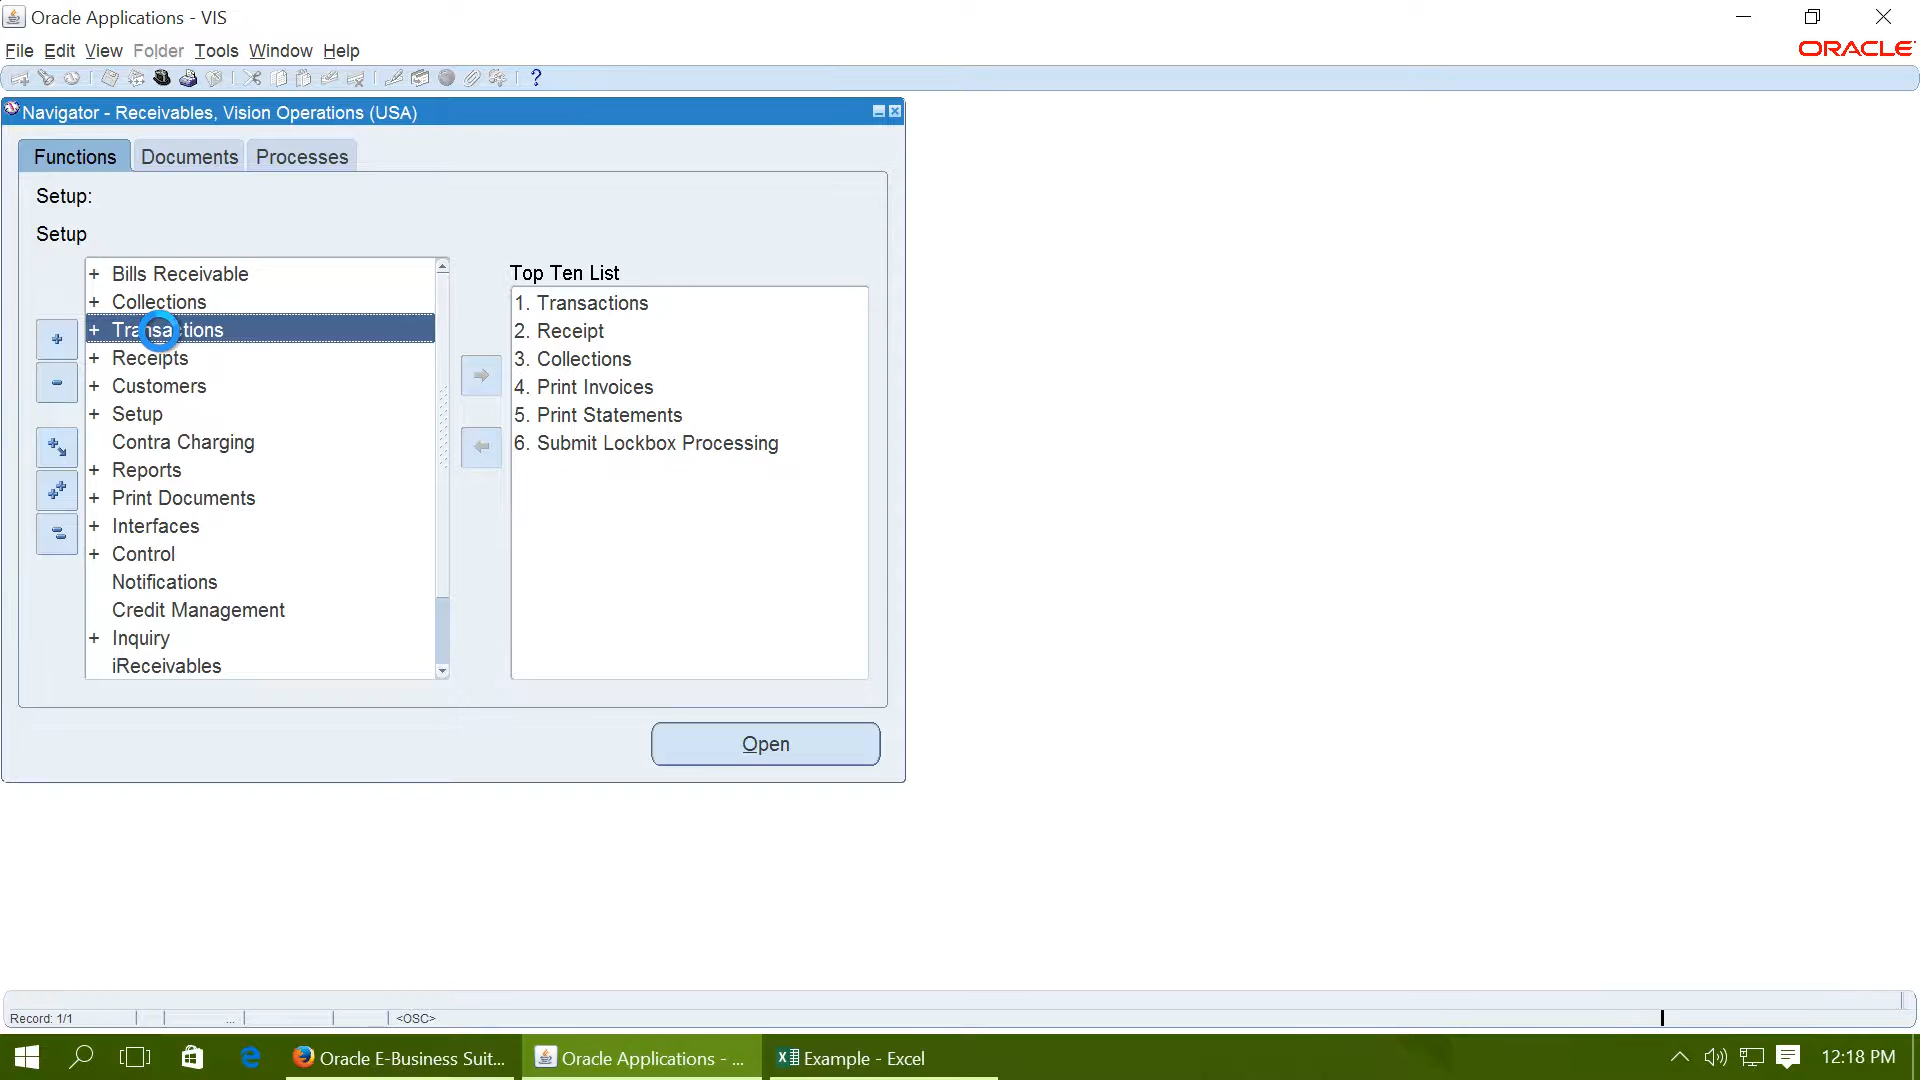 Oracle Applications - VIS
File Edit View Folder Tools Window Help
ORACLE
?
Navigator - Receivables, Vision Operations (USA)
Functions Documents Processes
Setup:
Setup
+ Bills Receivable
+ Collections
+ Transactions
+ Receipts
+ Customers
+ Setup
Contra Charging
+ Reports
+ Print Documents
+ Interfaces
+ Control
Notifications
Credit Management
+ Inquiry
iReceivables
Top Ten List
1. Transactions
2. Receipt
3. Collections
4. Print Invoices
5. Print Statements
6. Submit Lockbox Processing
Open
Record: 1/1 ... <OSC>
Oracle E-Business Suit... Oracle Applications - ... Example - Excel 12:18 PM